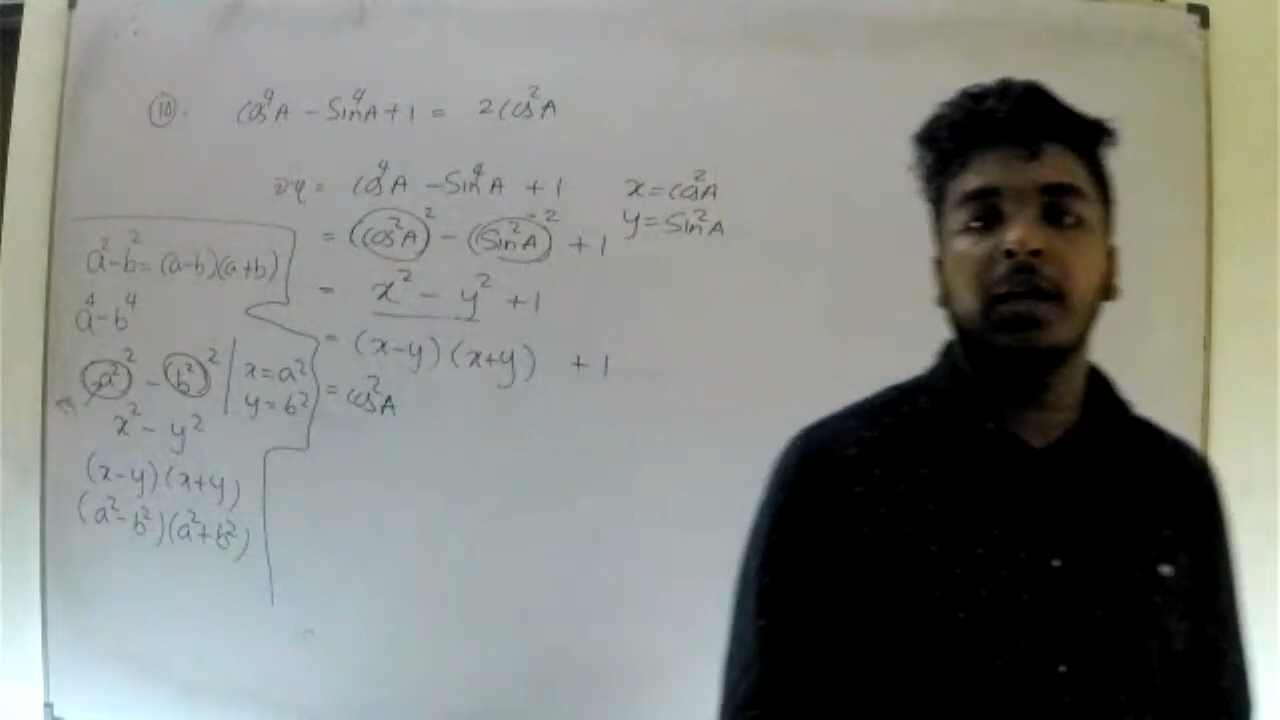 10. cos⁴A - Sin⁴A + 1 = 2cos²A
= cos⁴A - Sin⁴A + 1
= (cos²A)² - (Sin²A)² + 1
= x² - y² + 1
= (x-y)(x+y) + 1
= cos²A
x = cos²A
y = Sin²A
a² - b² = (a-b)(a+b)
a⁴ - b⁴
(a²)² - (b²)²
x = a²
y = b²
x² - y²
(x-y)(x+y)
(a²-b²)(a²+b²)